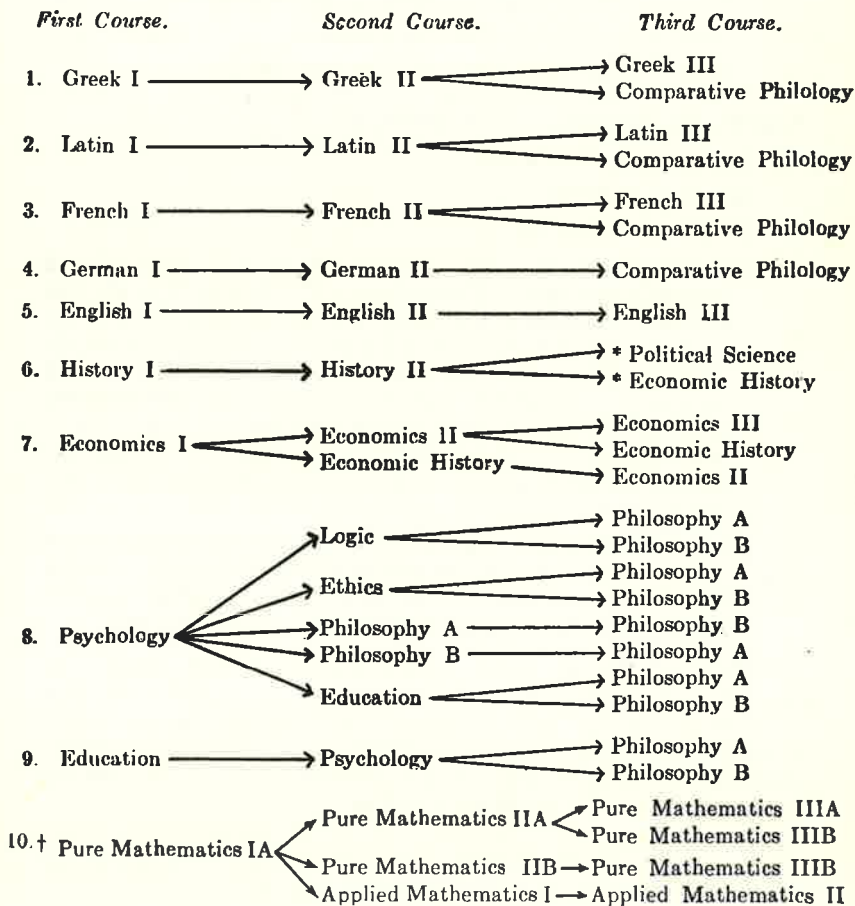 First Course. Second Course. Third Course.
Greek III
1. Greek I Greek II
Comparative Philology
Latin III
2. Latin I Latin II
Comparative Philology
French III
3. French I French II
Comparative Philology
4. German I German II Comparative Philology
5. English I English II English III
6. History I History II * Political Science
* Economic History
Economics III
7. Economics I Economics II Economic History
Economic History Economics II
Philosophy A
Logic
Philosophy B
Philosophy A
Ethics
Philosophy B
8. Psychology Philosophy A Philosophy B
Philosophy B Philosophy A
Philosophy A
Education
Philosophy B
Philosophy A
9. Education Psychology
Philosophy B
Pure Mathematics IIIA
Pure Mathematics IIA
Pure Mathematics IIIB
10.† Pure Mathematics IA
Pure Mathematics IIB Pure Mathematics IIIB
Applied Mathematics I Applied Mathematics II